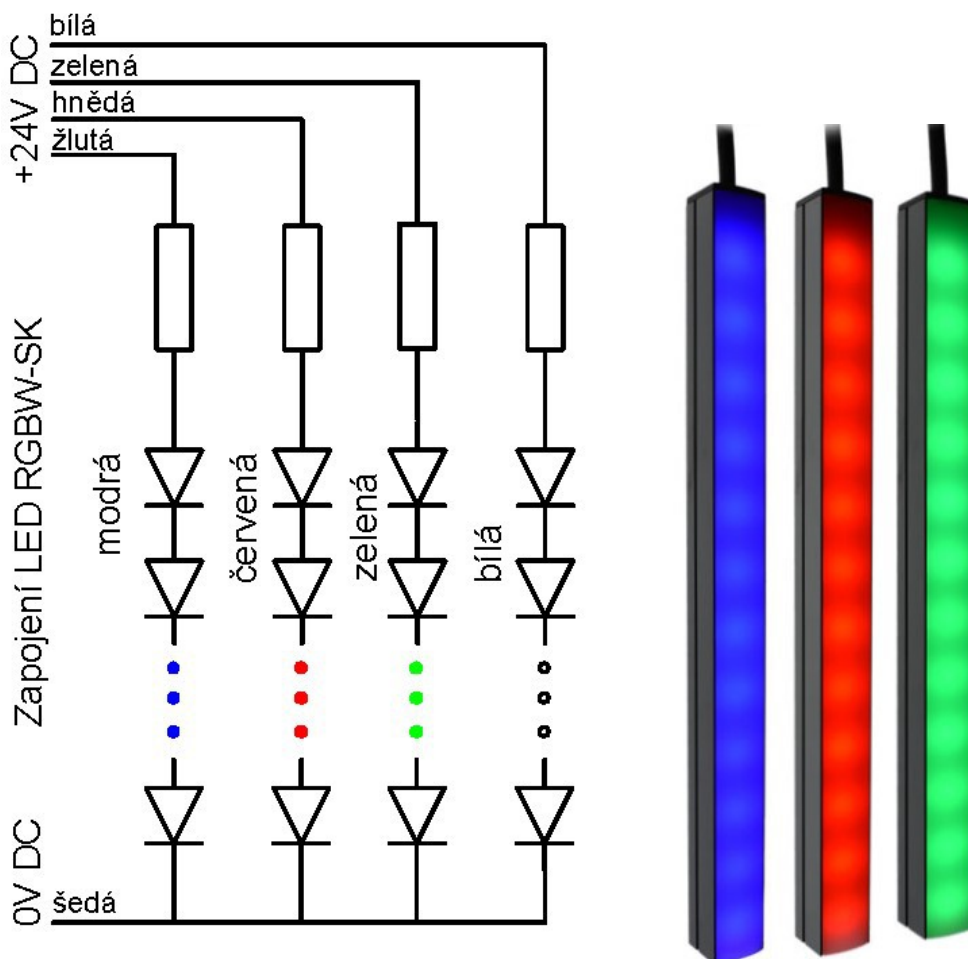 bílá
zelená
hnědá
žlutá
+24V DC
Zapojení LED RGBW-SK
modrá
červená
zelená
bílá
0V DC
šedá